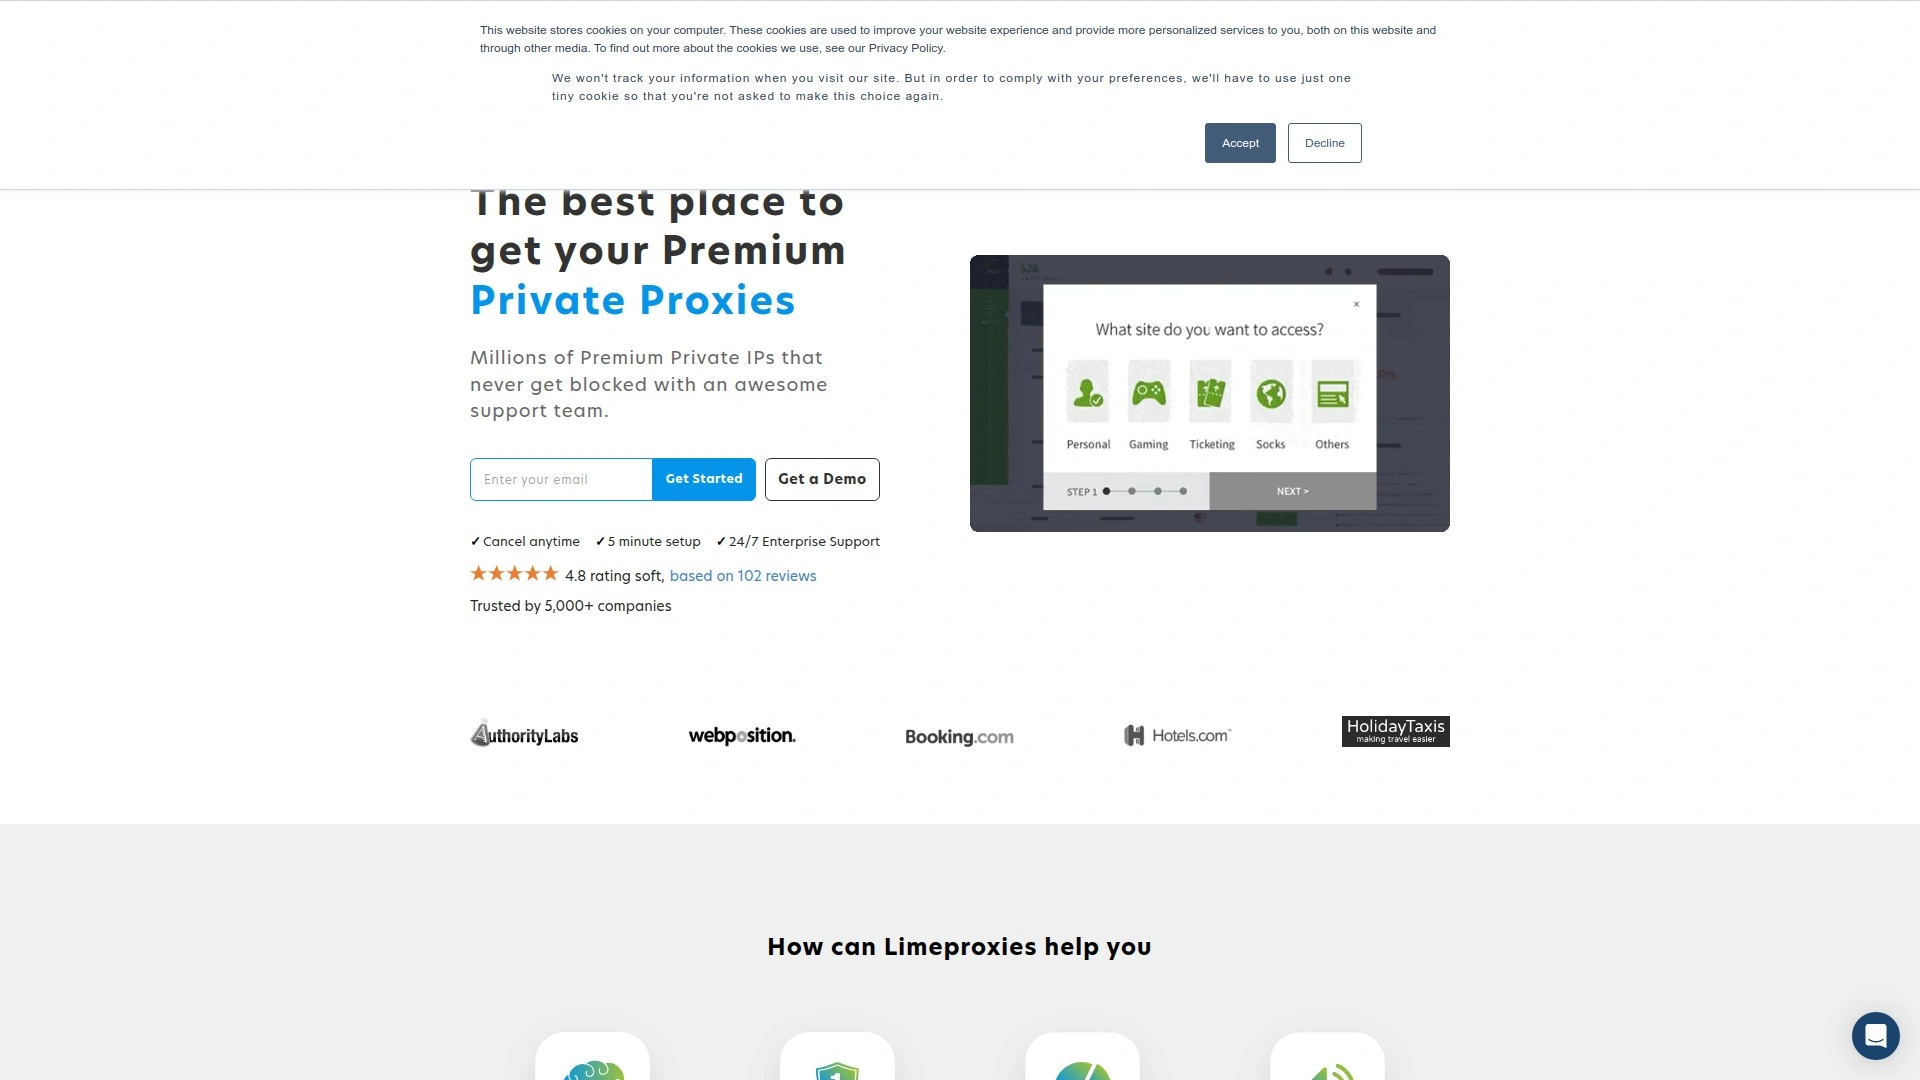 This website stores cookies on your computer. These cookies are used to improve your website experience and provide more personalized services to you, both on this website and
through other media. To find out more about the cookies we use, see our Privacy Policy.
We won't track your information when you visit our site. But in order to comply with your preferences, we'll have to use just one
tiny cookie so that you're not asked to make this choice again.
Accept
Decline
The best place to
get your Premium
Private Proxies
Millions of Premium Private IPs that
never get blocked with an awesome
support team.
Enter your email
Get Started
Get a Demo
✓ Cancel anytime ✓ 5 minute setup ✓ 24/7 Enterprise Support
4.8 rating soft, based on 102 reviews
Trusted by 5,000+ companies
$28
×
What site do you want to access?
Personal Gaming Ticketing Socks Others
STEP 1
NEXT >
AuthorityLabs
webposition.
Booking.com
Hotels.com
HolidayTaxis
making travel easier
How can Limeproxies help you
1